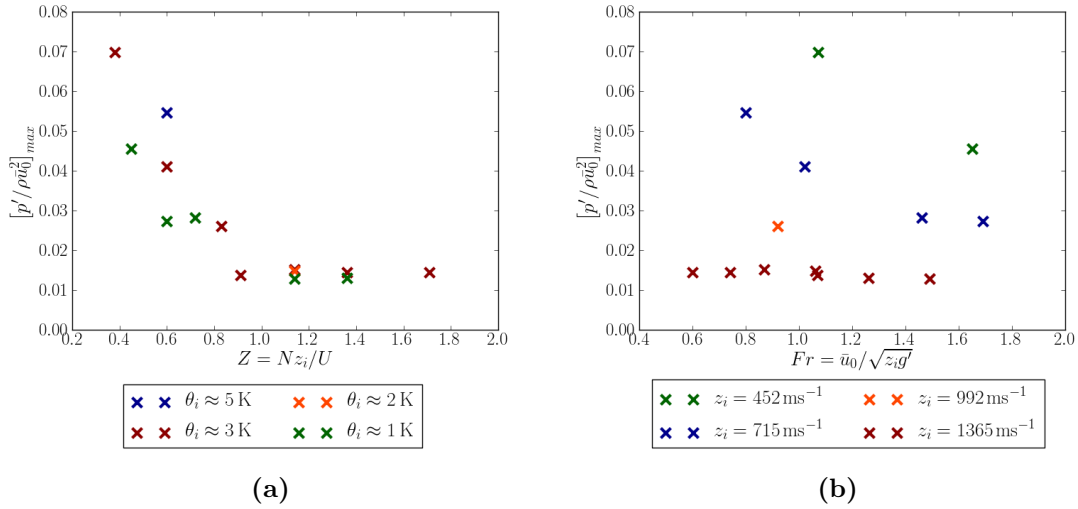 0.08
0.07
0.06
0.05
0.04
0.03
0.02
0.01
0.00
[p′/ρū₀²]max
0.2 0.4 0.6 0.8 1.0 1.2 1.4 1.6 1.8 2.0
Z = Nzᵢ/U
θᵢ ≈ 5 K θᵢ ≈ 2 K
θᵢ ≈ 3 K θᵢ ≈ 1 K
(a)
0.08
0.07
0.06
0.05
0.04
0.03
0.02
0.01
0.00
[p′/ρū₀²]max
0.4 0.6 0.8 1.0 1.2 1.4 1.6 1.8 2.0
Fr = ū₀/√zᵢg′
zᵢ = 452 ms⁻¹ zᵢ = 992 ms⁻¹
zᵢ = 715 ms⁻¹ zᵢ = 1365 ms⁻¹
(b)